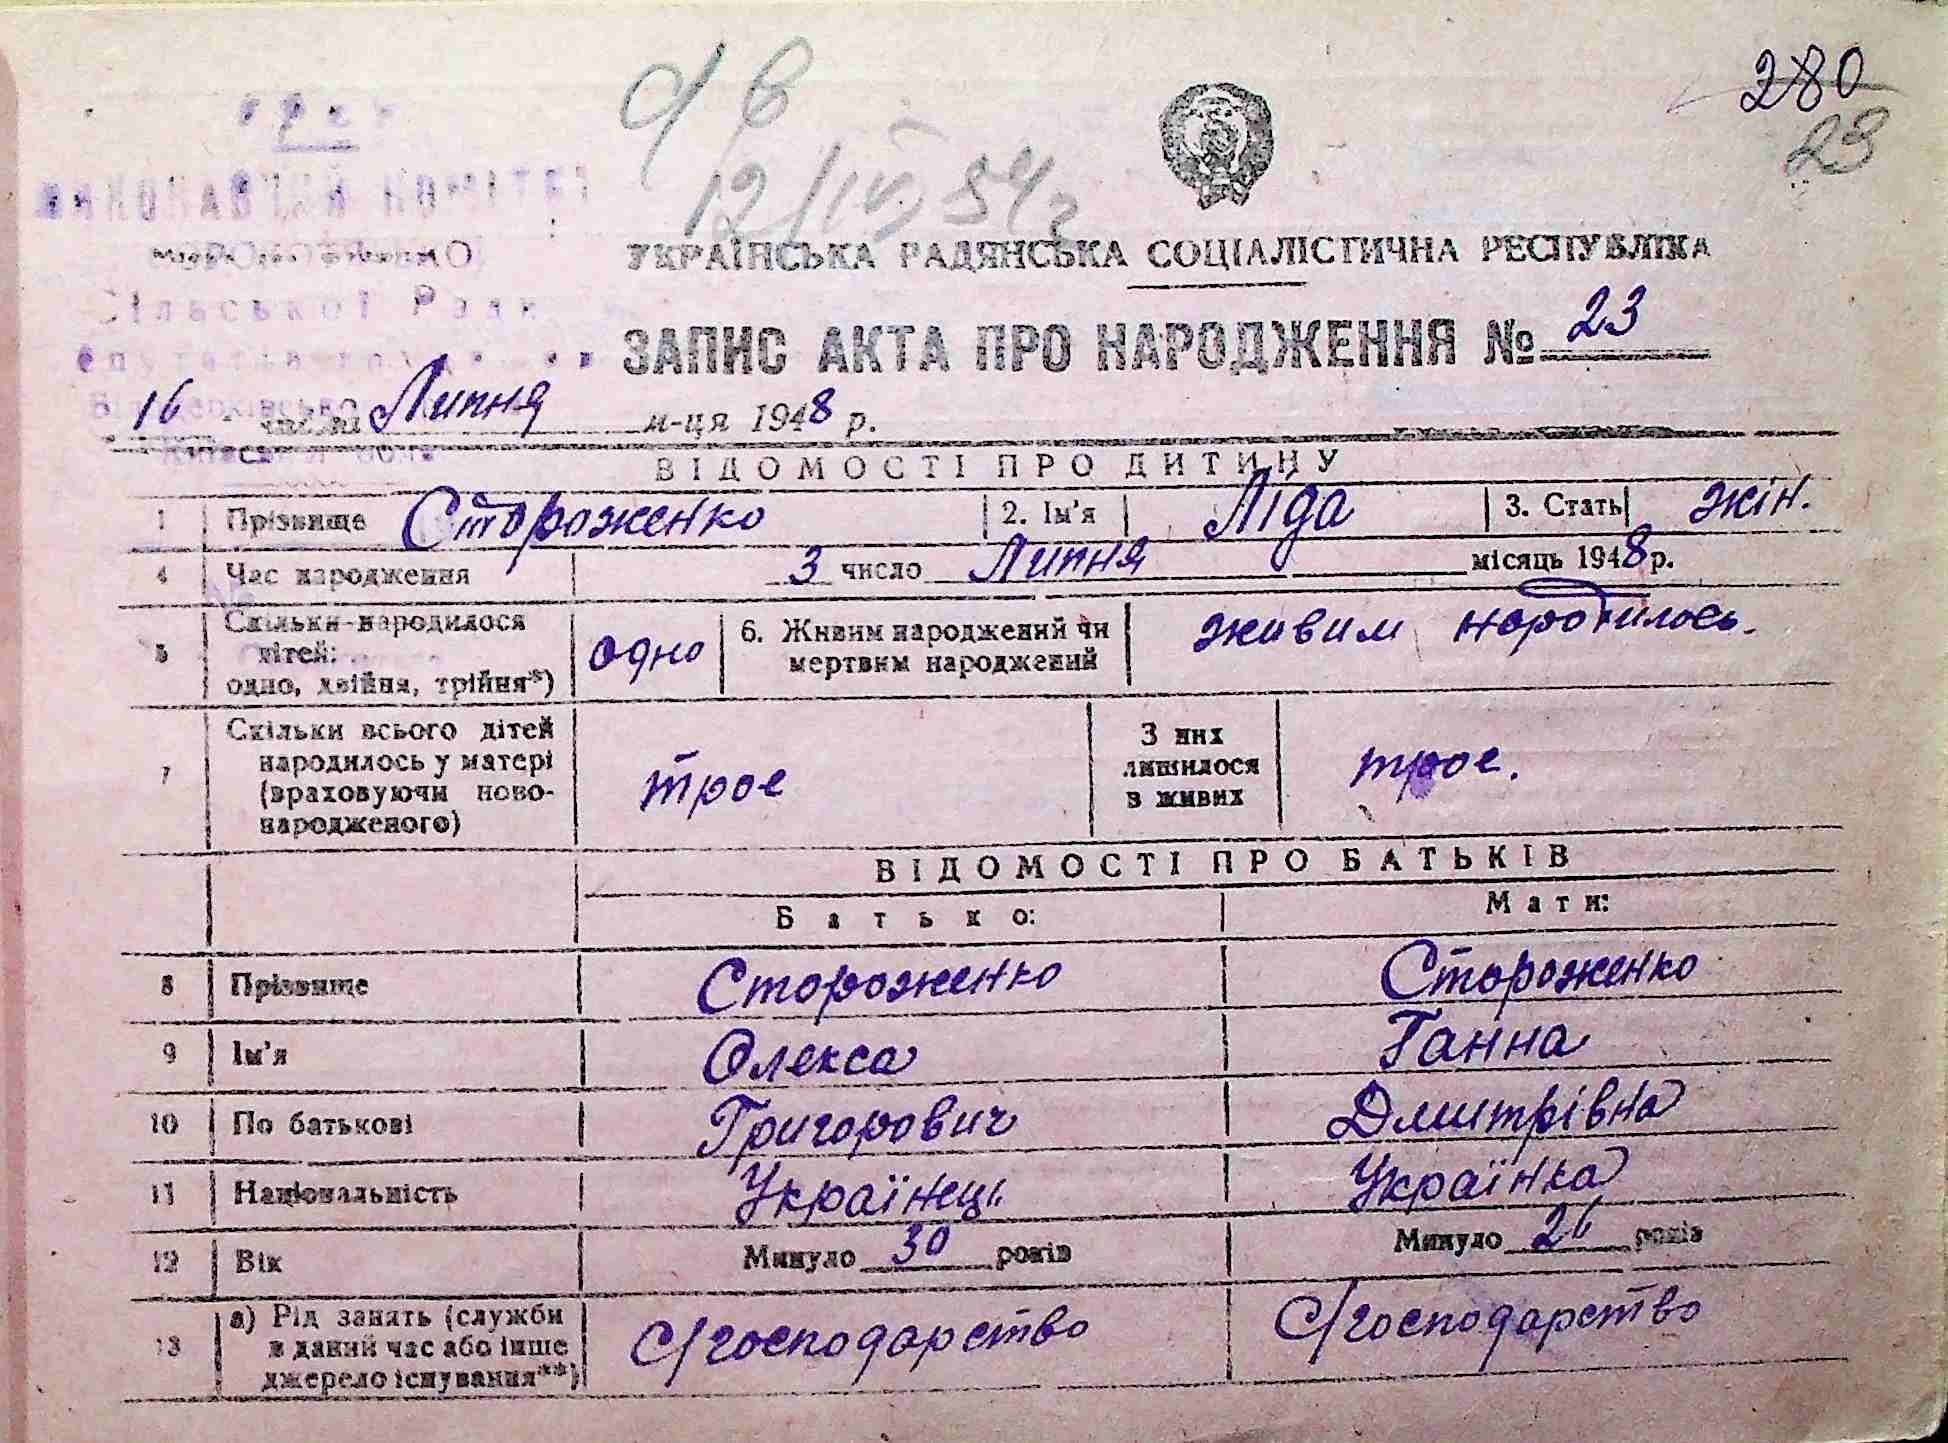 280
23
12/IV 54г
ВИКОНАВЧИЙ КОМІТЕТ
Сільської Ради
УКРАЇНСЬКА РАДЯНСЬКА СОЦІАЛІСТИЧНА РЕСПУБЛІКА
ЗАПИС АКТА ПРО НАРОДЖЕННЯ № 23
16 числа Липня м-ця 1948 р.
ВІДОМОСТІ ПРО ДИТИНУ
1 Прізвище Стороженко 2. Ім'я Ліда 3. Стать жін.
4 Час народження 3 число Липня місяць 1948 р.
5 Скільки народилося дітей: одно, двійня, трійня*) одно 6. Живим народжений чи мертвим народжений живим народилось.
7 Скільки всього дітей народилось у матері (враховуючи ново-народженого) троє З них лишилося в живих троє.
ВІДОМОСТІ ПРО БАТЬКІВ
Батько: Мати:
8 Прізвище Стороженко Стороженко
9 Ім'я Олекса Ганна
10 По батькові Григорович Дмитрівна
11 Національність Українець Українка
12 Вік Минуло 30 років Минуло 26 років
13 а) Рід занять (служби в даний час або інше джерело існування**) С/господарство С/господарство